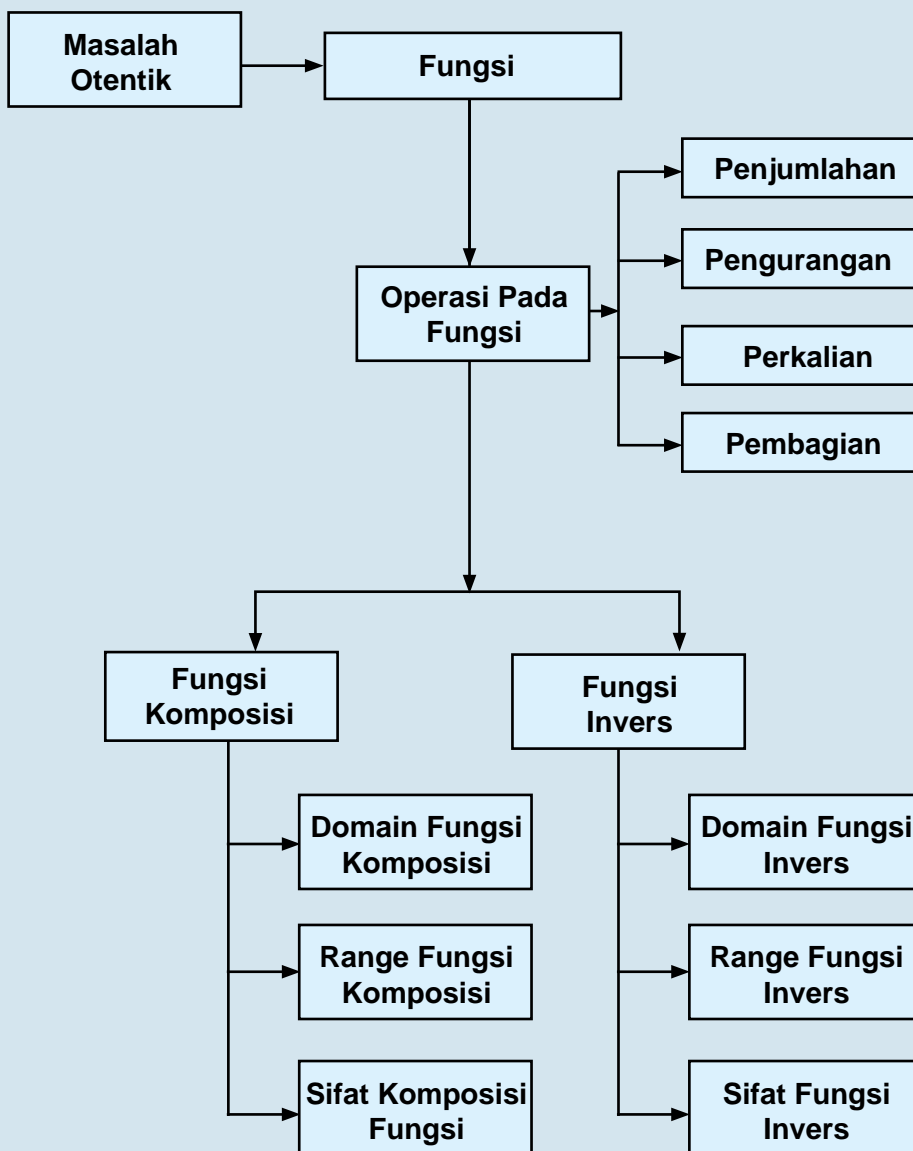 Masalah
Otentik
Fungsi
Penjumlahan
Pengurangan
Operasi Pada
Fungsi
Perkalian
Pembagian
Fungsi
Komposisi
Fungsi
Invers
Domain Fungsi
Komposisi
Domain Fungsi
Invers
Range Fungsi
Komposisi
Range Fungsi
Invers
Sifat Komposisi
Fungsi
Sifat Fungsi
Invers